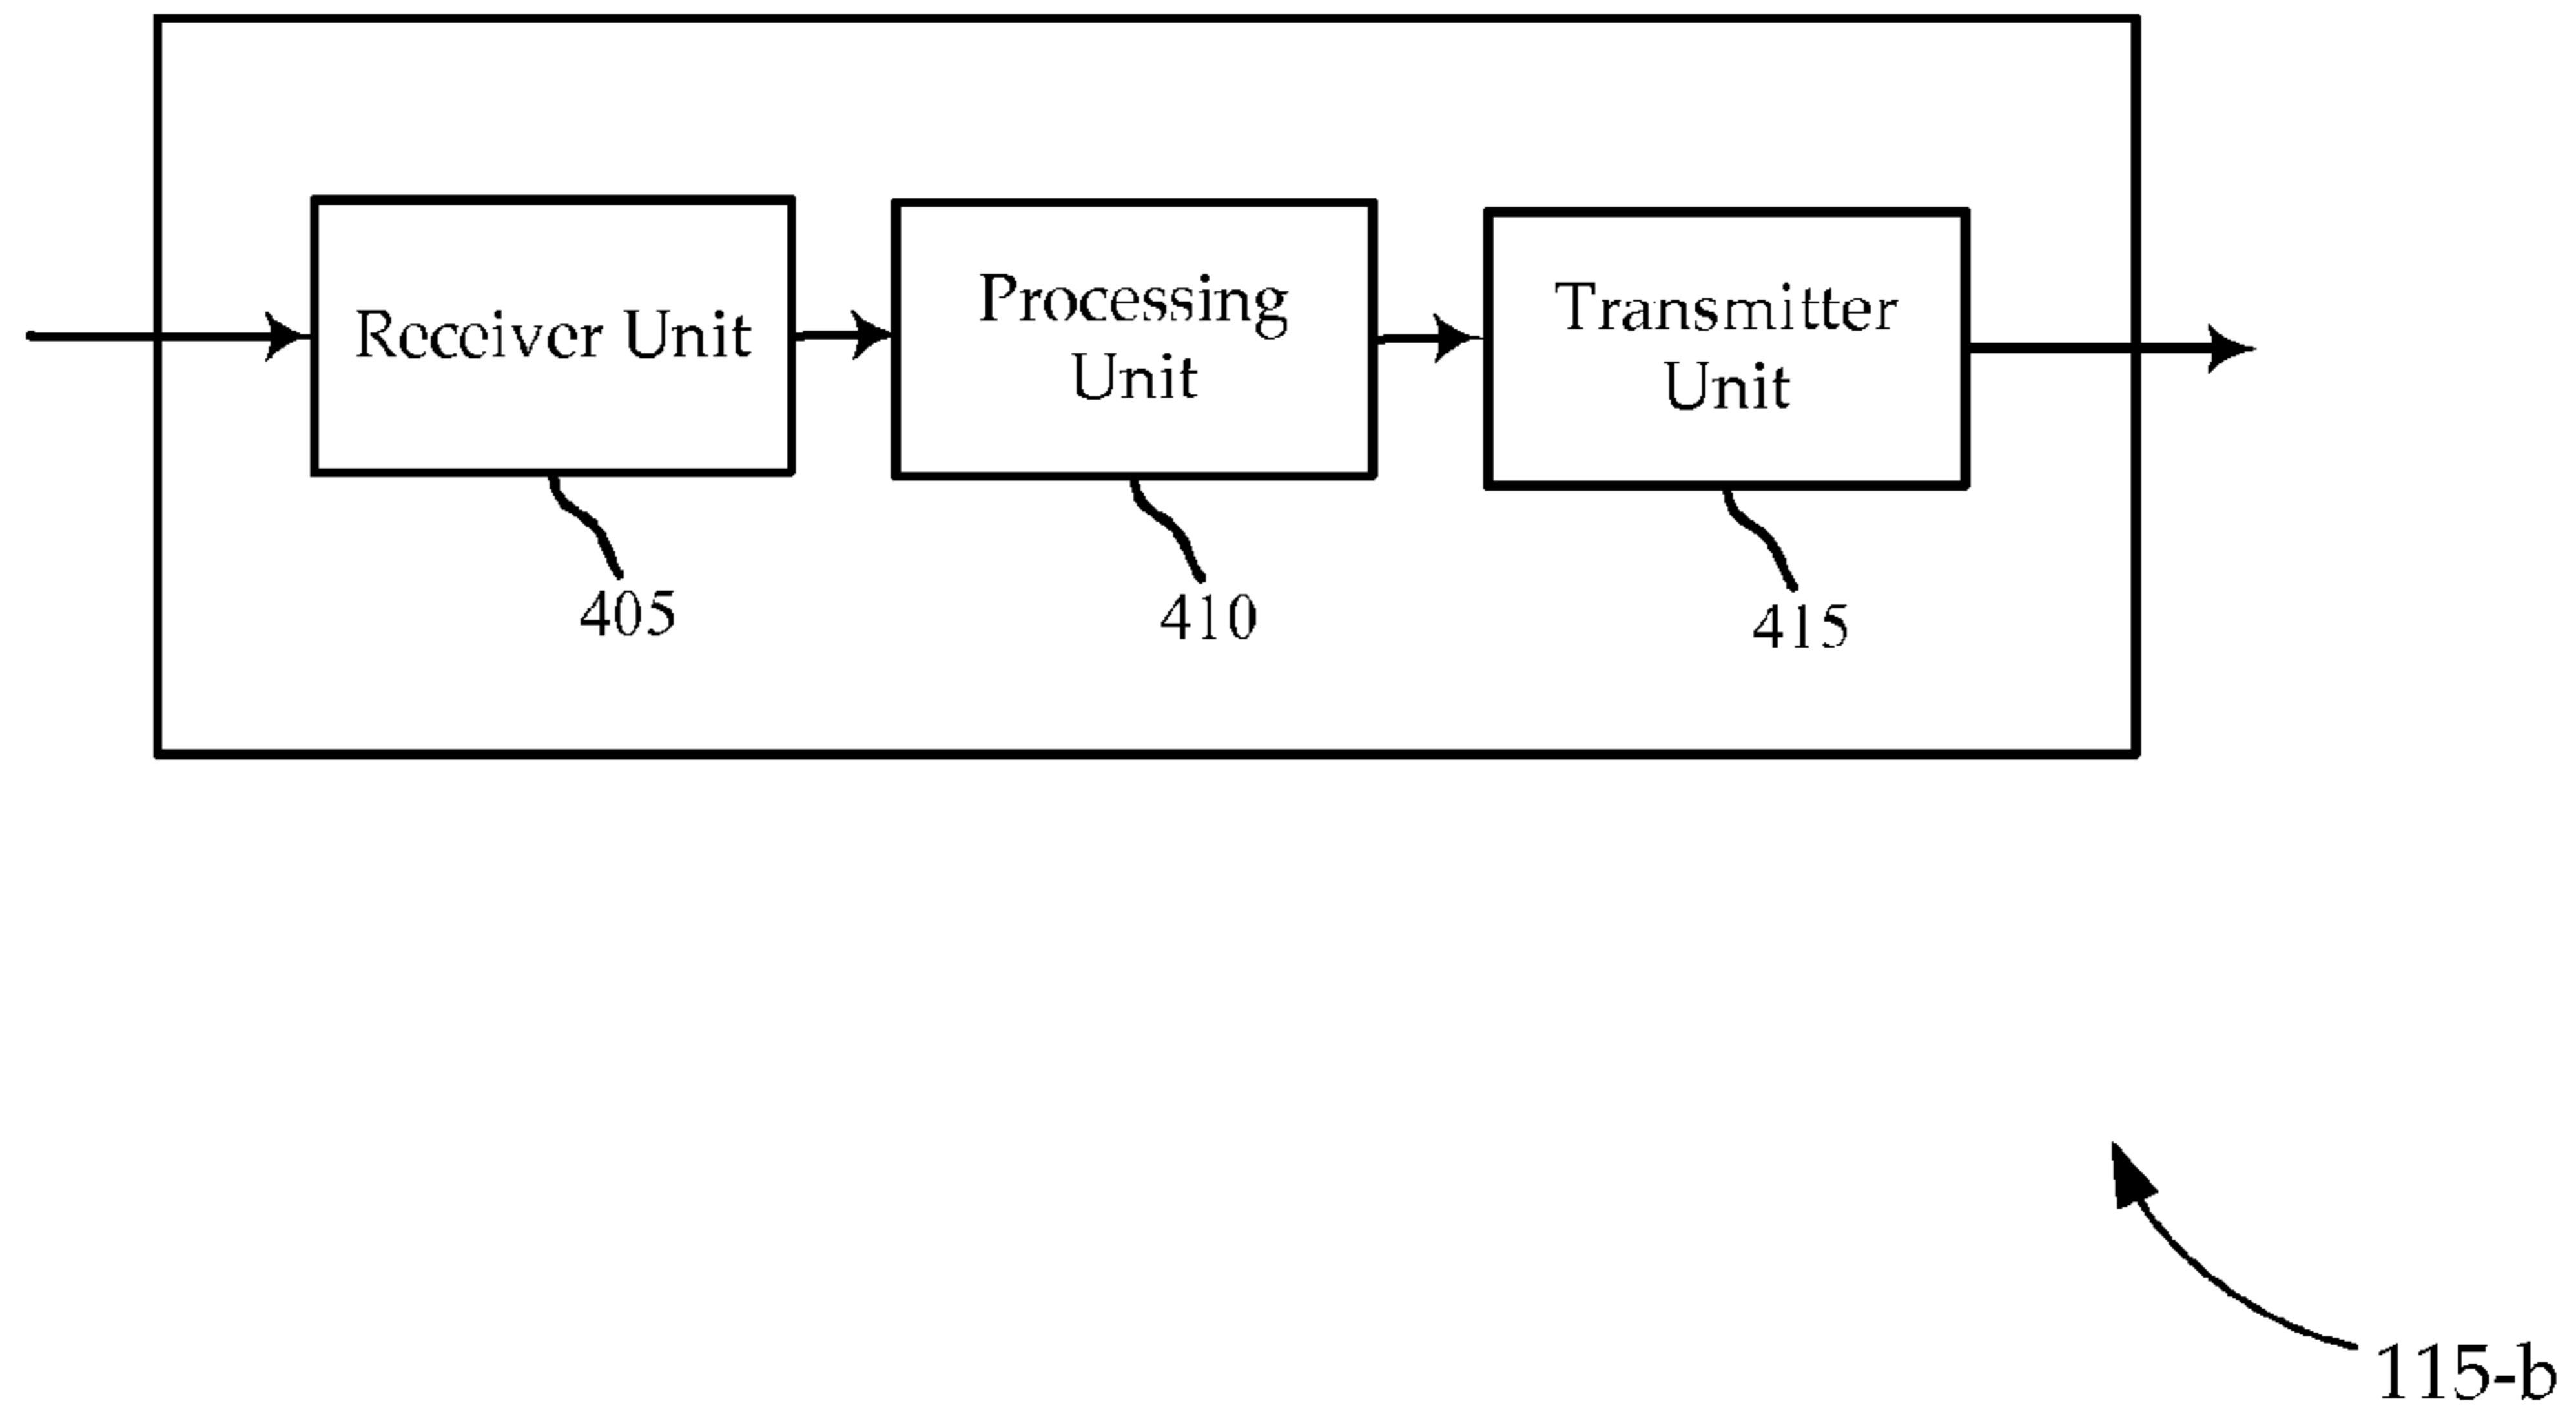 Receiver Unit
Processing
Unit
Transmitter
Unit
405
410
415
115-b